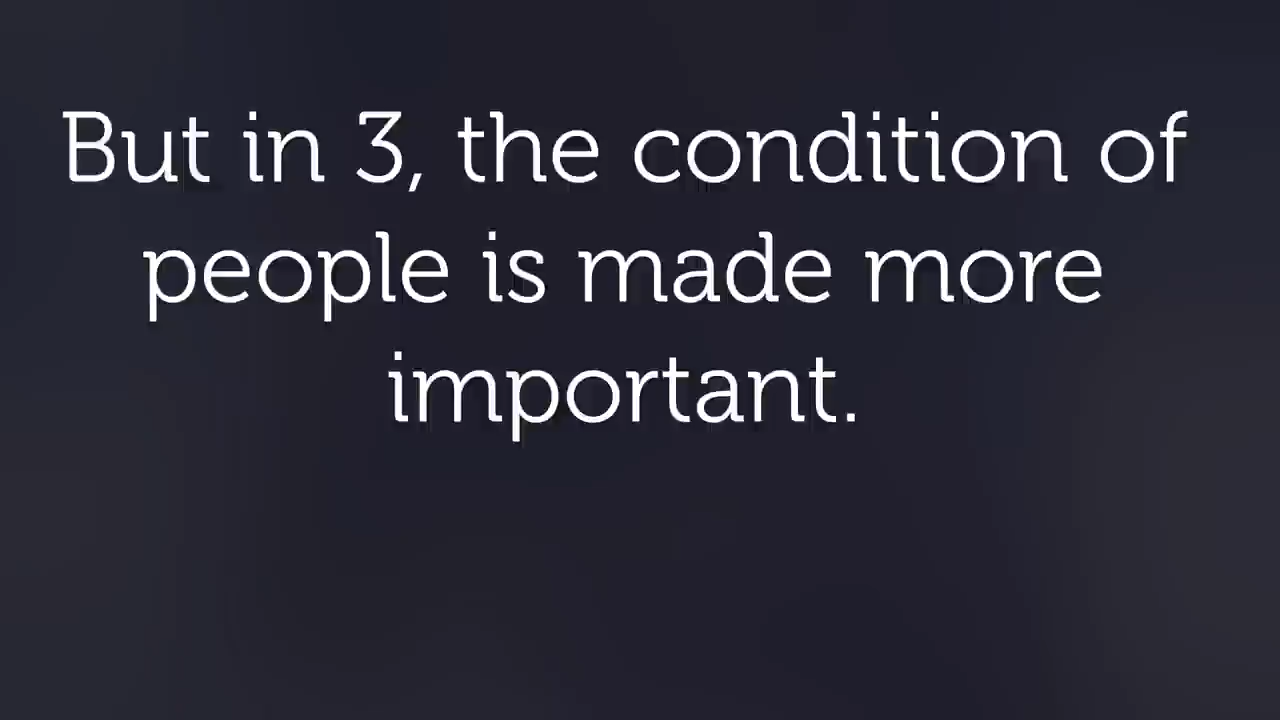 But in 3, the condition of
people is made more
important.